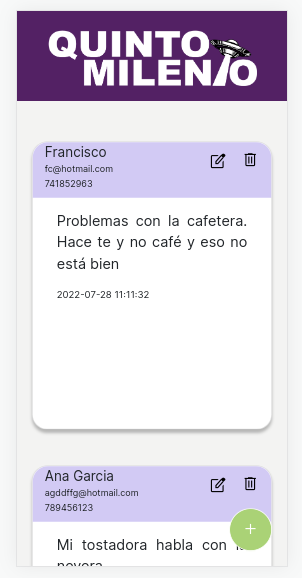 QUINTO
MILENIO
Francisco
fc@hotmail.com
741852963
Problemas con la cafetera.
Hace te y no café y eso no
está bien
2022-07-28 11:11:32
Ana Garcia
agddffg@hotmail.com
789456123
+
Mi tostadora habla con
nevera